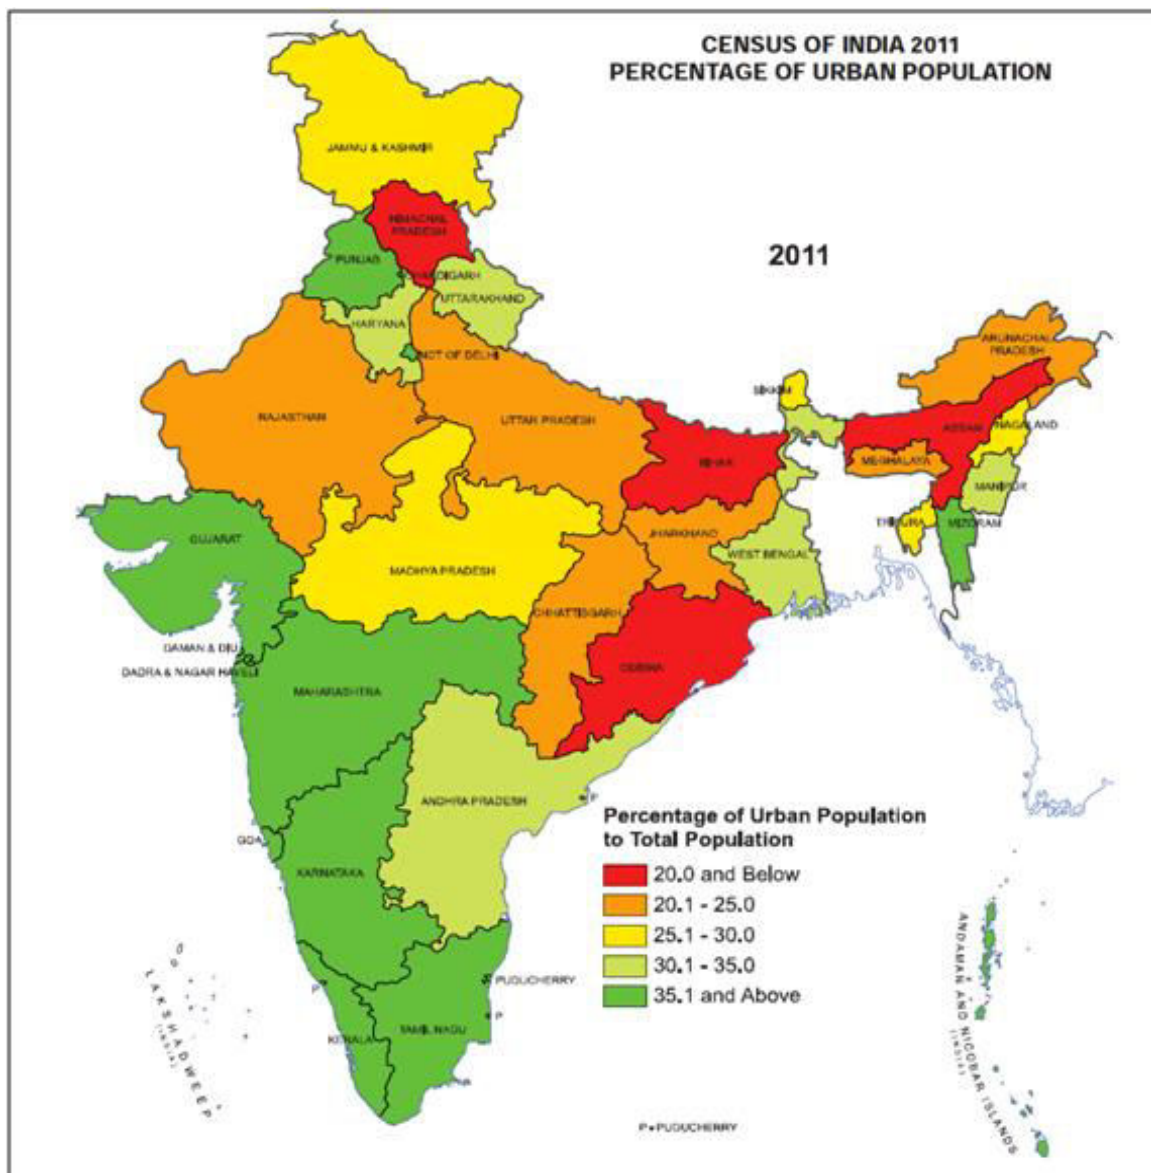 CENSUS OF INDIA 2011
PERCENTAGE OF URBAN POPULATION
JAMMU & KASHMIR
HIMACHAL
PRADESH
2011
PUNJAB
CHANDIGARH
UTTARAKHAND
HARYANA
NCT OF DELHI
ARUNACHAL
PRADESH
SIKKIM
RAJASTHAN
UTTAR PRADESH
ASSAM
NAGALAND
BIHAR
MEGHALAYA
MANIPUR
TRIPURA
MIZORAM
GUJARAT
JHARKHAND
WEST BENGAL
MADHYA PRADESH
CHHATTISGARH
DAMAN & DIU
ODISHA
DADRA & NAGAR HAVELI
MAHARASHTRA
ANDHRA PRADESH
P
GOA
KARNATAKA
Percentage of Urban Population
to Total Population
20.0 and Below
20.1 - 25.0
25.1 - 30.0
30.1 - 35.0
35.1 and Above
PUDUCHERRY
P
P
KERALA
TAMIL NADU
LAKSHADWEEP
(INDIA)
ANDAMAN AND NICOBAR ISLANDS
(INDIA)
P • PUDUCHERRY